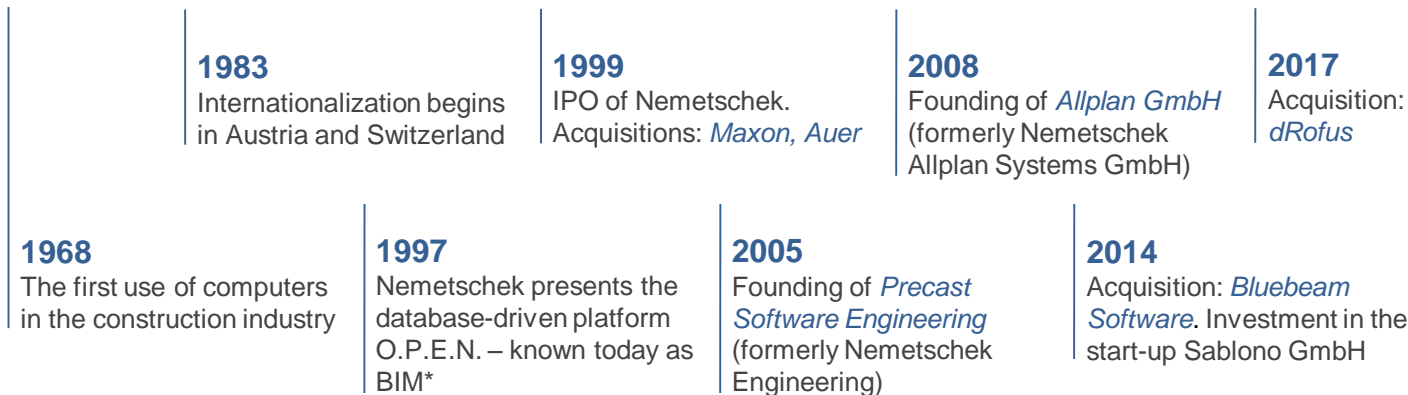 1983
Internationalization begins
in Austria and Switzerland
1999
IPO of Nemetschek.
Acquisitions: Maxon, Auer
2008
Founding of Allplan GmbH
(formerly Nemetschek
Allplan Systems GmbH)
2017
Acquisition:
dRofus
1968
The first use of computers
in the construction industry
1997
Nemetschek presents the
database-driven platform
O.P.E.N. – known today as
BIM*
2005
Founding of Precast
Software Engineering
(formerly Nemetschek
Engineering)
2014
Acquisition: Bluebeam
Software. Investment in the
start-up Sablono GmbH